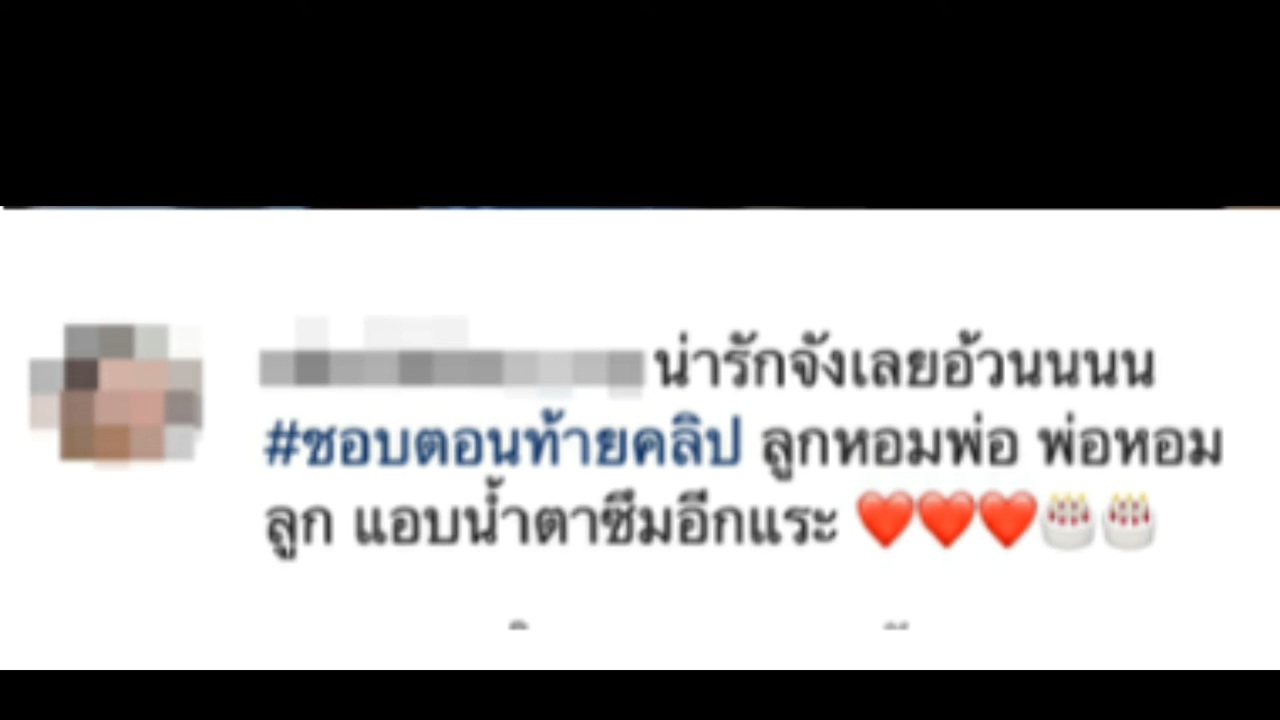 น่ารักจังเลยอ้วนนนน
#ชอบตอนท้ายคลิป ลูกหอมพ่อ พ่อหอม
ลูก แอบน้ำตาซึมอีกแระ ❤️❤️❤️🎂🎂